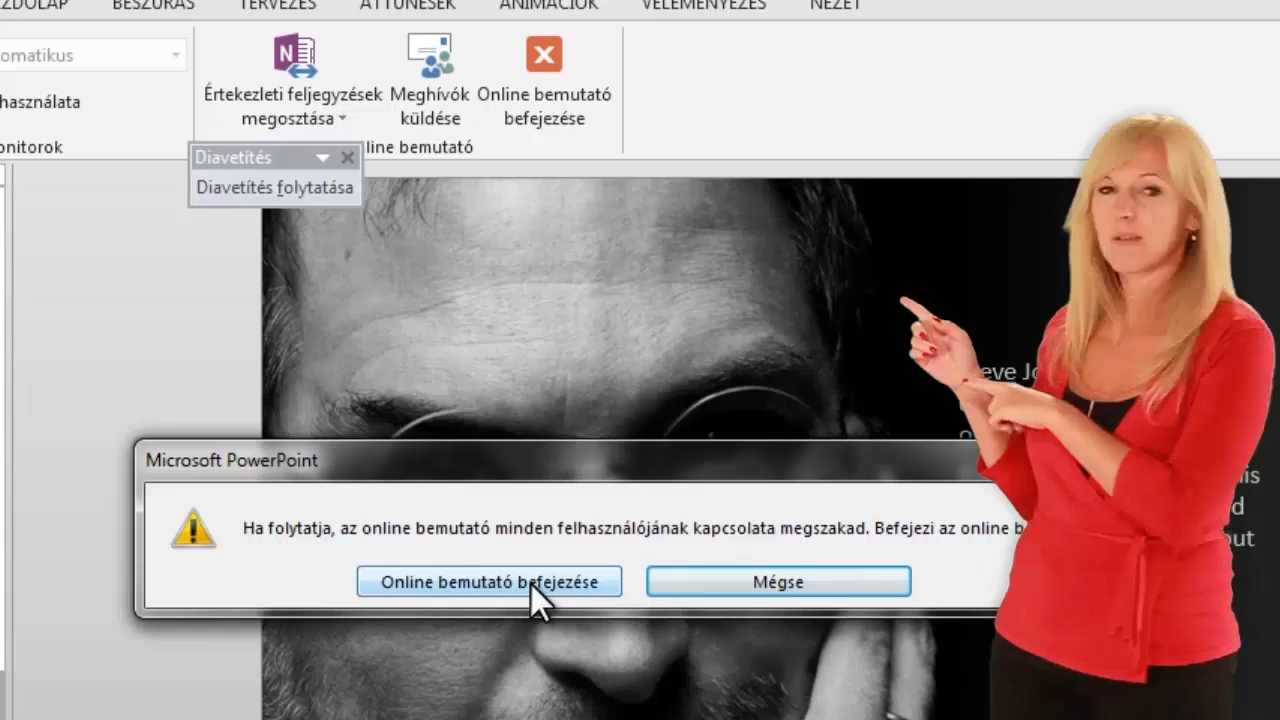 BESZÚRÁS TERVEZÉS ÁTTŰNÉSEK ANIMÁCIÓK VÉLEMÉNYEZÉS NÉZET
omatikus
használata
onitorok
Értekezleti feljegyzések
megosztása
Meghívók
küldése
Online bemutató
befejezése
line bemutató
Diavetítés
Diavetítés folytatása
eve Jo
is
d
out
Microsoft PowerPoint
Ha folytatja, az online bemutató minden felhasználójának kapcsolata megszakad. Befejezi az online b
Online bemutató befejezése
Mégse